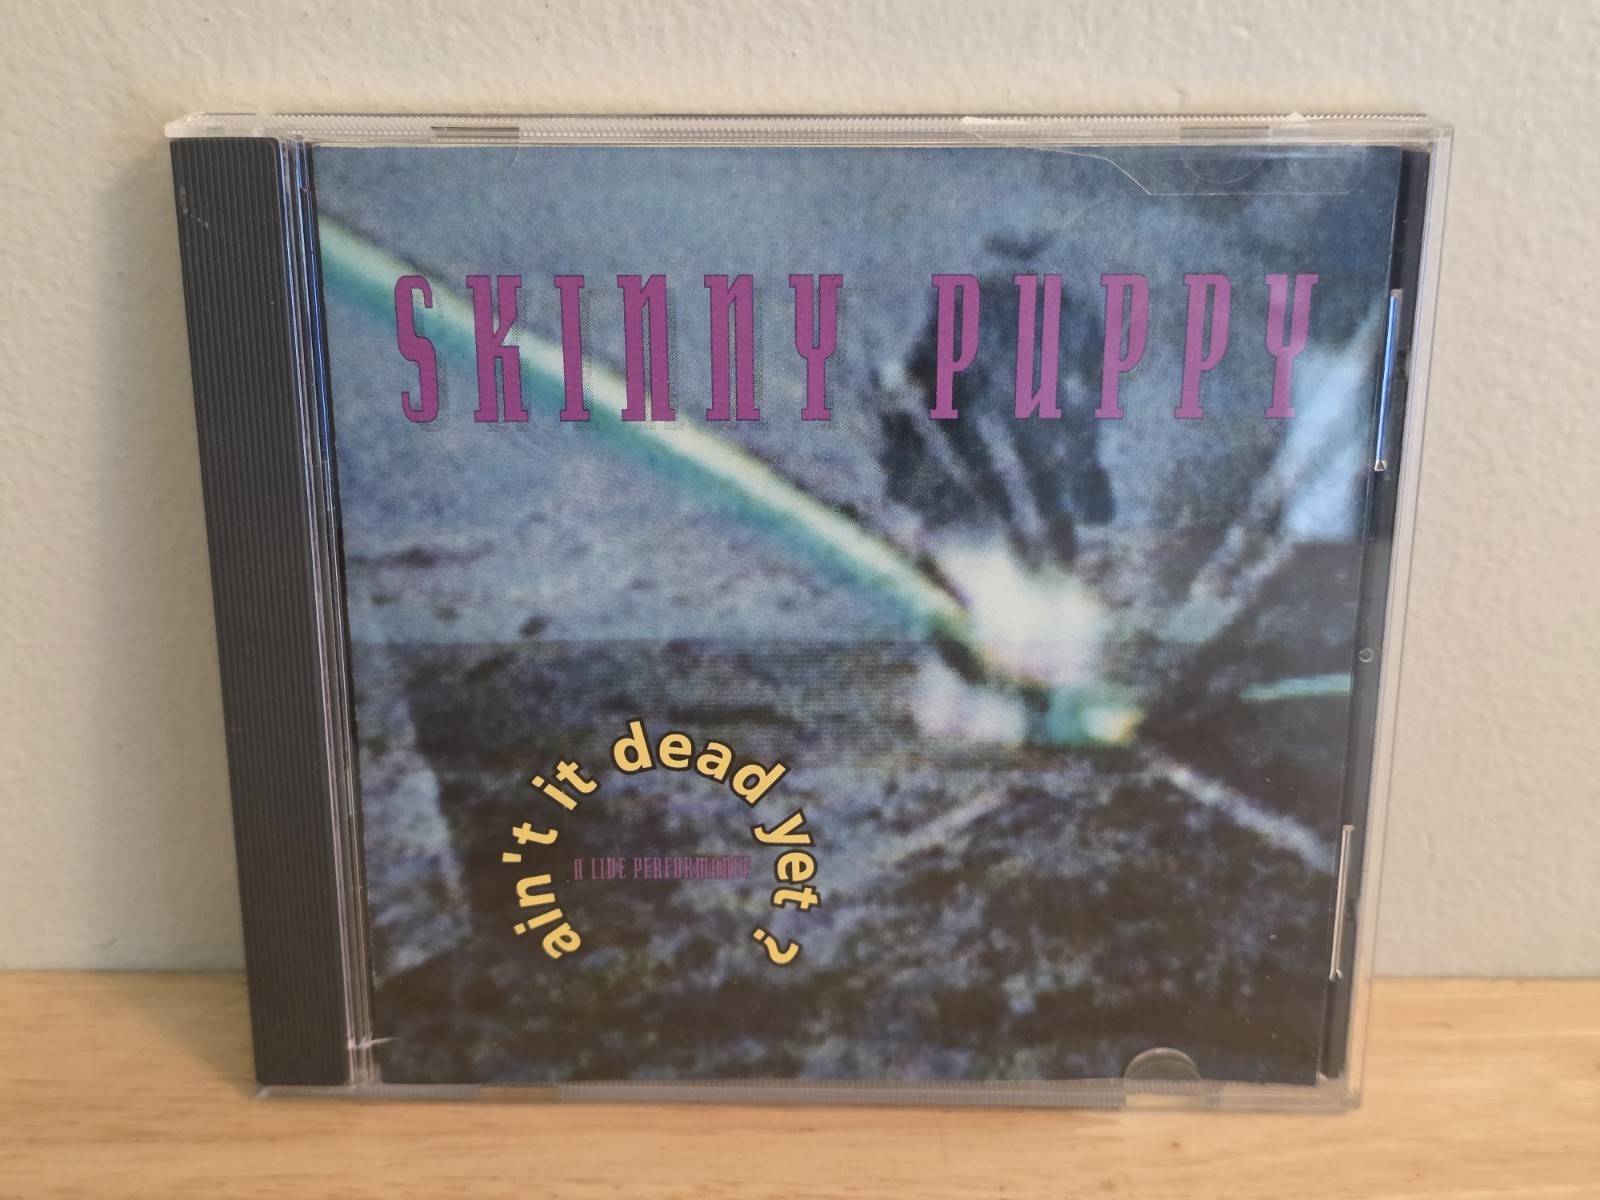 SKINNY PUPPY
ain't it dead yet?
A LIVE PERFORMANCE